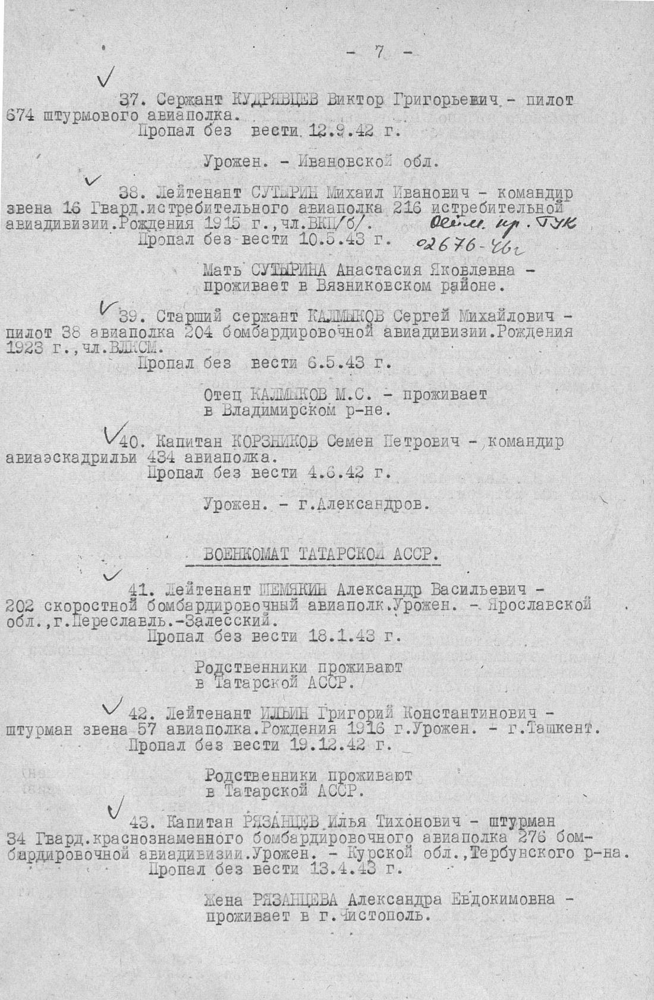 - 7 -
37. Сержант КУДРЯВЦЕВ Виктор Григорьевич - пилот
674 штурмового авиаполка.
Пропал без вести 12.9.42 г.
Урожен. - Ивановской обл.
38. Лейтенант СУТЫРИН Михаил Иванович - командир
звена 16 Гвард.истребительного авиаполка 216 истребительной
авиадивизии.Рождения 1915 г.,чл.ВКП/б/.
пр. ГУК
Пропал без вести 10.5.43 г.
02676-46г
Мать СУТЫРИНА Анастасия Яковлевна -
проживает в Вязниковском районе.
39. Старший сержант КАЛМЫКОВ Сергей Михайлович -
пилот 38 авиаполка 204 бомбардировочной авиадивизии.Рождения
1923 г.,чл.ВЛКСМ.
Пропал без вести 6.5.43 г.
Отец КАЛМЫКОВ М.С. - проживает
в Владимирском р-не.
40. Капитан КОРЗНИКОВ Семен Петрович - командир
авиаэскадрильи 434 авиаполка.
Пропал без вести 4.6.42 г.
Урожен. - г.Александров.
ВОЕНКОМАТ ТАТАРСКОЙ АССР.
41. Лейтенант ШЕМЯКИН Александр Васильевич -
202 скоростной бомбардировочный авиаполк.Урожен. - Ярославской
обл.,г.Переславль.-Залесский.
Пропал без вести 18.1.43 г.
Родственники проживают
в Татарской АССР.
42. Лейтенант ИЛЬИН Григорий Константинович -
штурман звена 57 авиаполка.Рождения 1916 г.Урожен. - г.Ташкент.
Пропал без вести 19.12.42 г.
Родственники проживают
в Татарской АССР.
43. Капитан РЯЗАНЦЕВ Илья Тихонович - штурман
34 Гвард.краснознаменного бомбардировочного авиаполка 276 бом-
бардировочной авиадивизии.Урожен. - Курской обл.,Тербунского р-на.
Пропал без вести 13.4.43 г.
Жена РЯЗАНЦЕВА Александра Евдокимовна -
проживает в г.Чистополь.